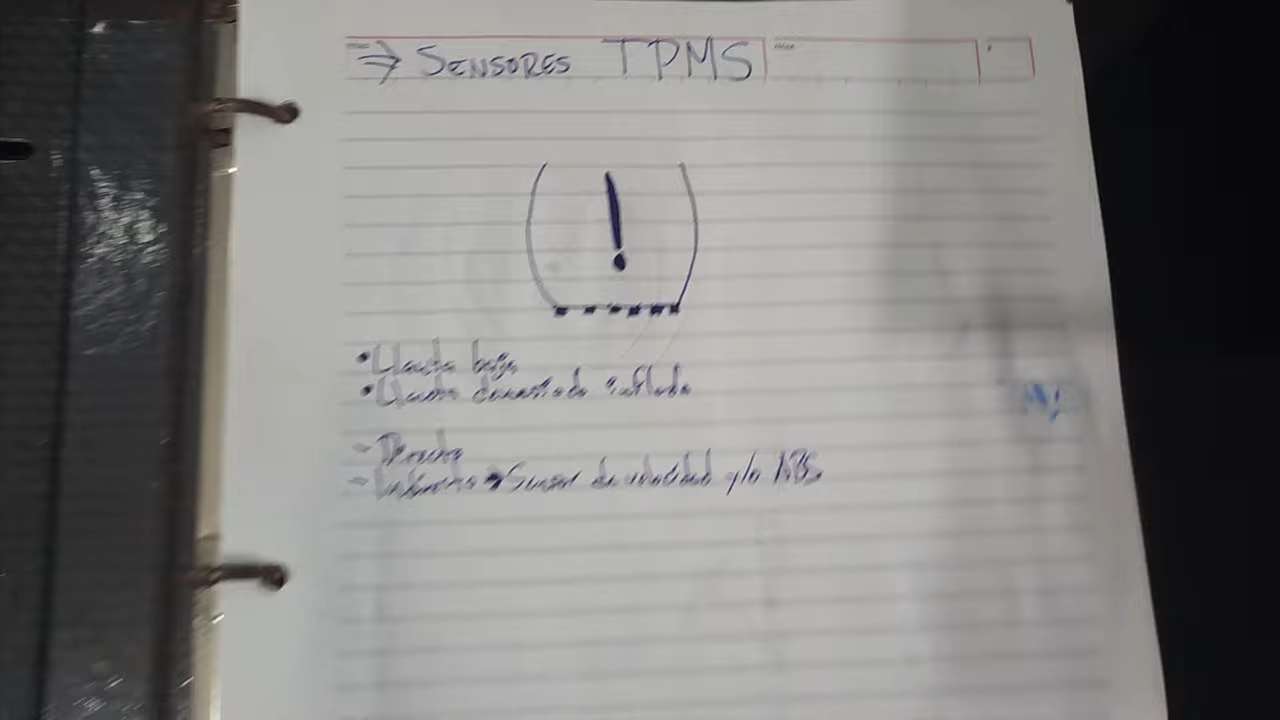 ⇒ SENSORES TPMS
!
• Llanta baja
• Llanta demasiado inflada
- Directo
- Indirecto → Sensor de velocidad y/o ABS